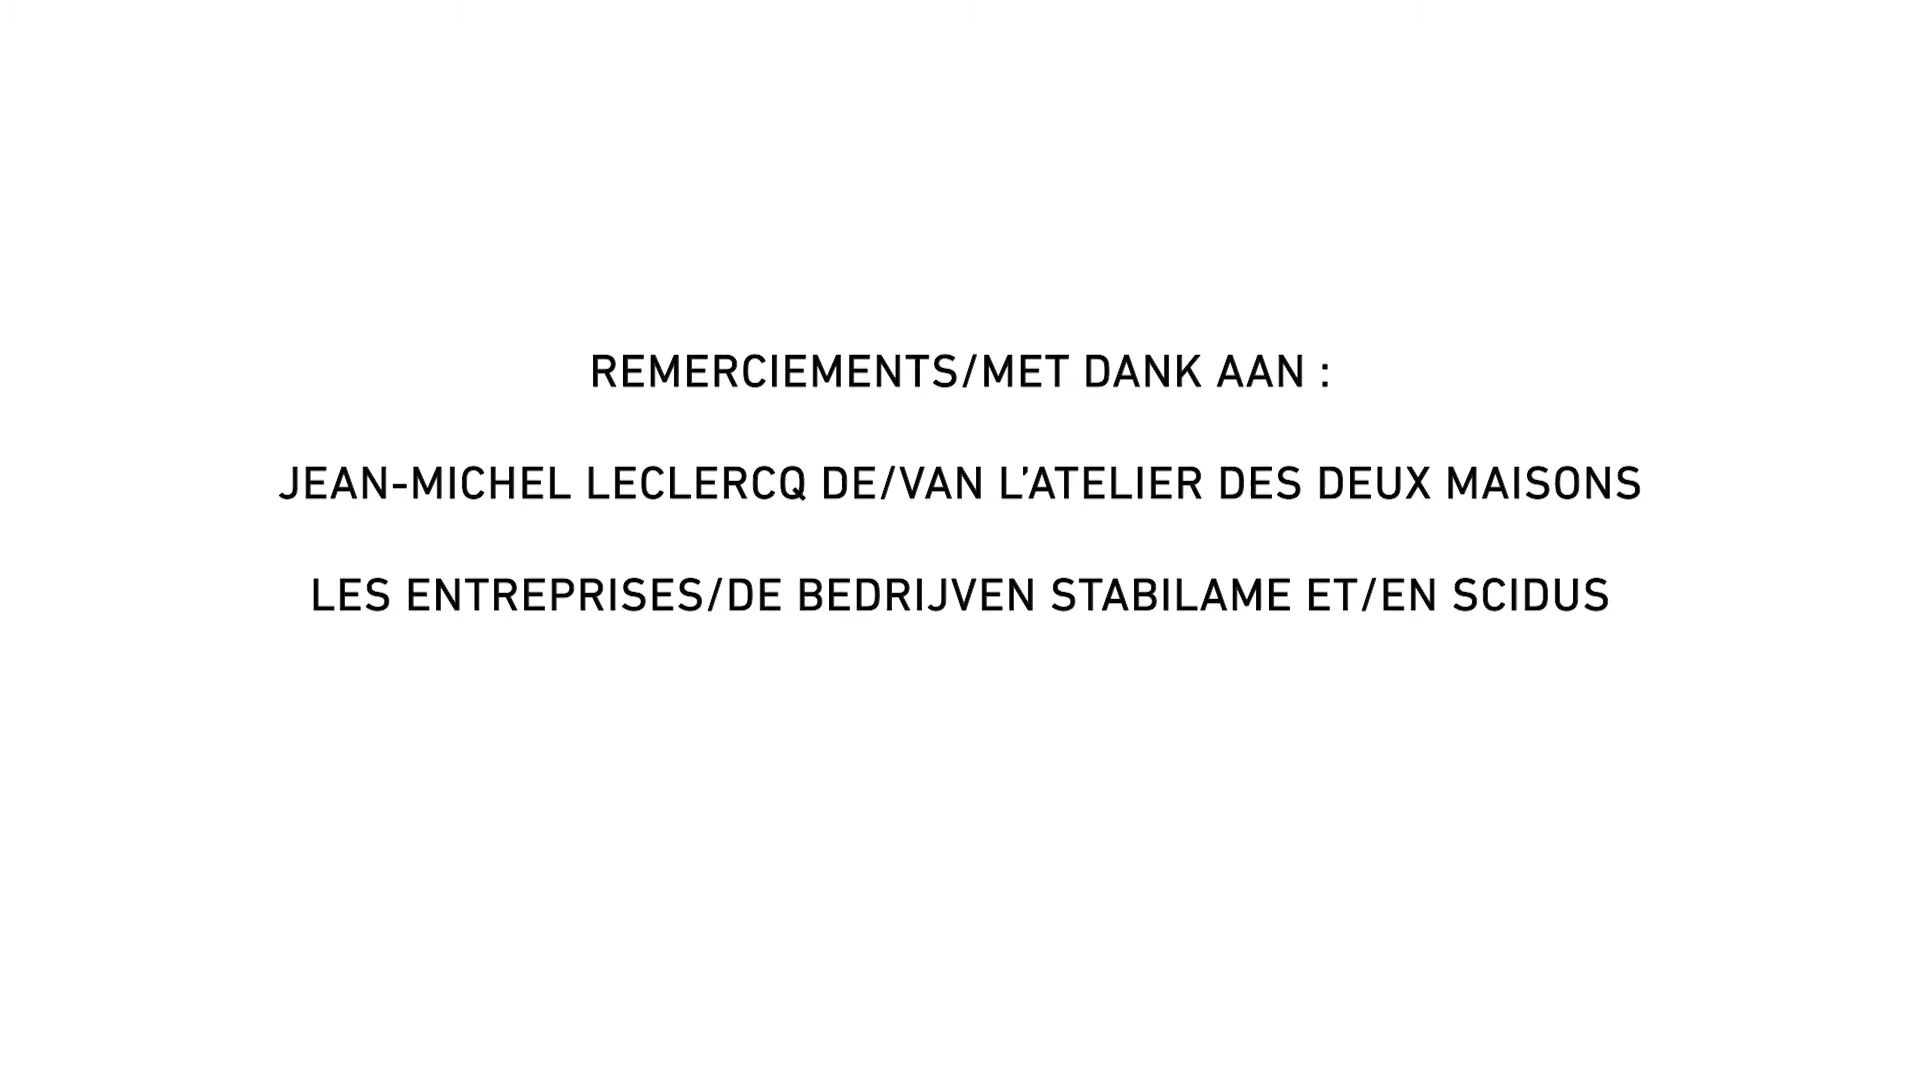 REMERCIEMENTS/MET DANK AAN :
JEAN-MICHEL LECLERCQ DE/VAN L’ATELIER DES DEUX MAISONS
LES ENTREPRISES/DE BEDRIJVEN STABILAME ET/EN SCIDUS